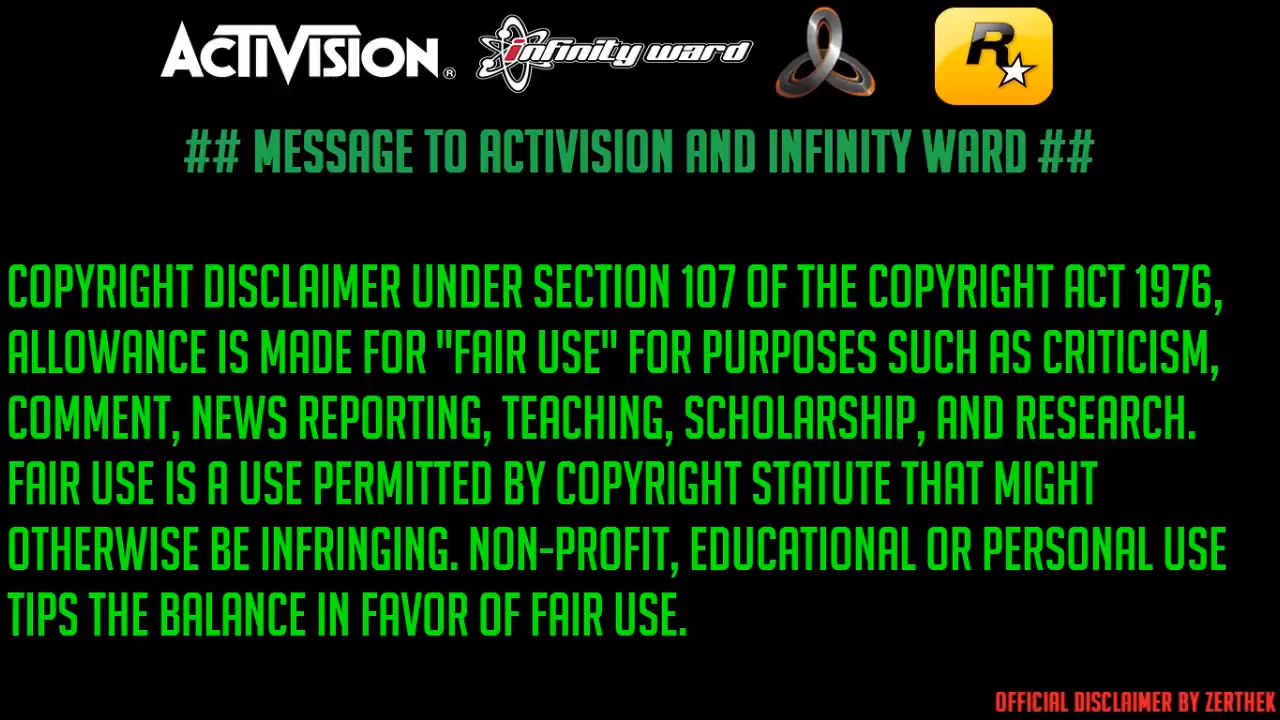 ACTIVISION®
infinity ward
R
## MESSAGE TO ACTIVISION AND INFINITY WARD ##
COPYRIGHT DISCLAIMER UNDER SECTION 107 OF THE COPYRIGHT ACT 1976,
ALLOWANCE IS MADE FOR "FAIR USE" FOR PURPOSES SUCH AS CRITICISM,
COMMENT, NEWS REPORTING, TEACHING, SCHOLARSHIP, AND RESEARCH.
FAIR USE IS A USE PERMITTED BY COPYRIGHT STATUTE THAT MIGHT
OTHERWISE BE INFRINGING. NON-PROFIT, EDUCATIONAL OR PERSONAL USE
TIPS THE BALANCE IN FAVOR OF FAIR USE.
OFFICIAL DISCLAIMER BY ZERTHEK